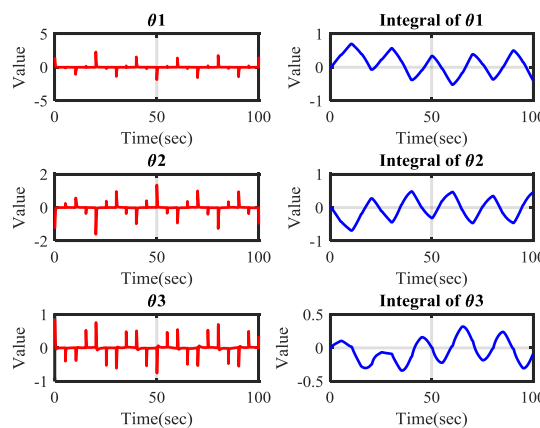 θ1
Integral of θ1
5
0
-5
Value
0
50
100
Time(sec)
1
0
-1
Value
0
50
100
Time(sec)
θ2
Integral of θ2
2
0
-2
Value
0
50
100
Time(sec)
1
0
-1
Value
0
50
100
Time(sec)
θ3
Integral of θ3
1
0
-1
Value
0
50
100
Time(sec)
0.5
0
-0.5
Value
0
50
100
Time(sec)